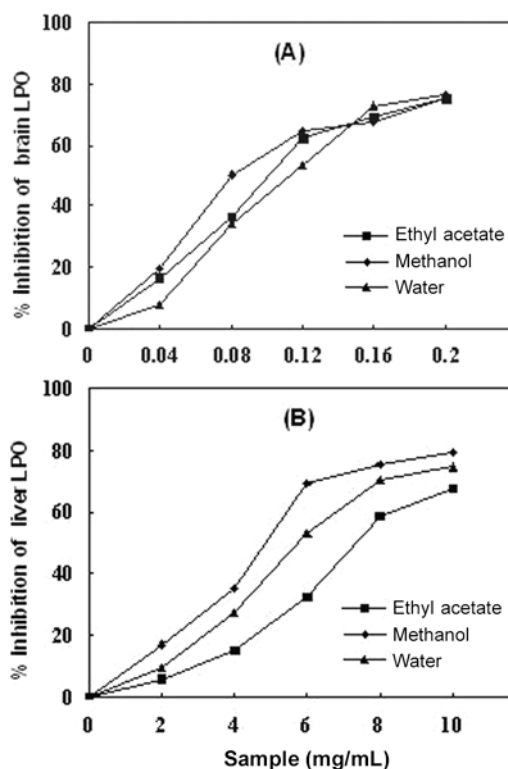 100
(A)
80
60
40
20
0
% Inhibition of brain LPO
Ethyl acetate
Methanol
Water
0 0.04 0.08 0.12 0.16 0.2
100
(B)
80
60
40
20
0
% Inhibition of liver LPO
Ethyl acetate
Methanol
Water
0 2 4 6 8 10
Sample (mg/mL)